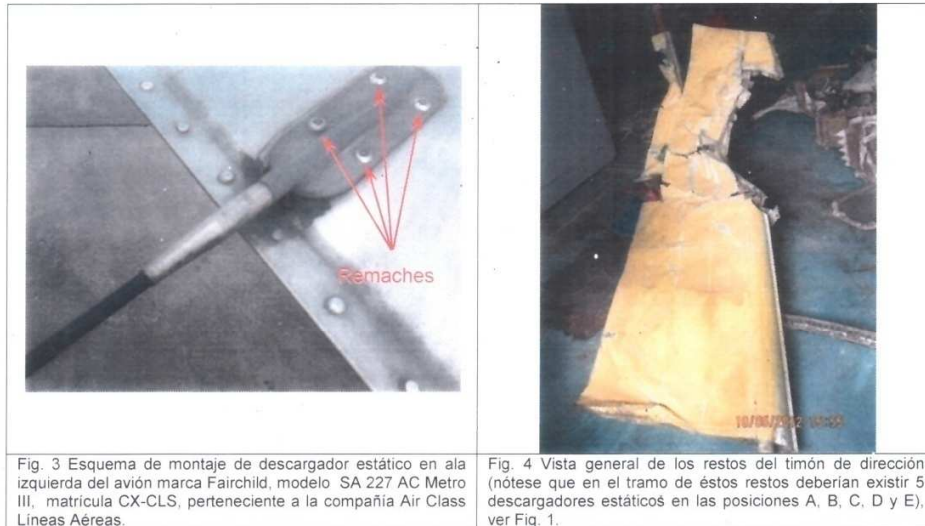 Remaches
Fig. 3 Esquema de montaje de descargador estático en ala
izquierda del avión marca Fairchild, modelo SA 227 AC Metro
III, matrícula CX-CLS, perteneciente a la compañía Air Class
Líneas Aéreas.
Fig. 4 Vista general de los restos del timón de dirección
(nótese que en el tramo de éstos restos deberían existir 5
descargadores estáticos en las posiciones A, B, C, D y E),
ver Fig. 1.